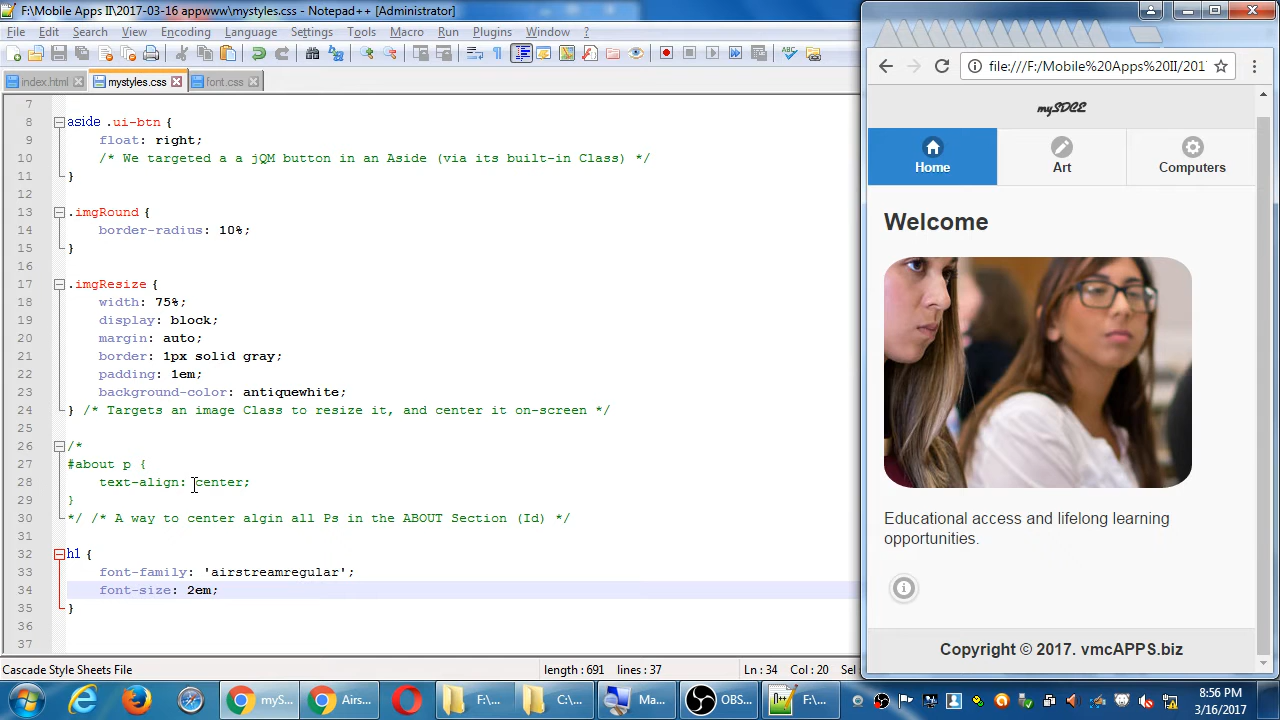 F:\Mobile Apps II\2017-03-16 appwww\mystyles.css - Notepad++ [Administrator]
File Edit Search View Encoding Language Settings Tools Macro Run Plugins Window ?
index.html mystyles.css font.css
7
8 aside .ui-btn {
9 float: right;
10 /* We targeted a a jQM button in an Aside (via its built-in Class) */
11 }
12
13 .imgRound {
14 border-radius: 10%;
15 }
16
17 .imgResize {
18 width: 75%;
19 display: block;
20 margin: auto;
21 border: 1px solid gray;
22 padding: 1em;
23 background-color: antiquewhite;
24 } /* Targets an image Class to resize it, and center it on-screen */
25
26 /*
27 #about p {
28 text-align: center;
29 }
30 */ /* A way to center algin all Ps in the ABOUT Section (Id) */
31
32 h1 {
33 font-family: 'airstreamregular';
34 font-size: 2em;
35 }
36
37
Cascade Style Sheets File length : 691 lines : 37 Ln : 34 Col : 20 Sel
file:///F:/Mobile%20Apps%20II/201
mySDCE
Home Art Computers
Welcome
Educational access and lifelong learning
opportunities.
Copyright © 2017. vmcAPPS.biz
myS... Airs... F:\... C:\... Ma... OBS... F:\...
8:56 PM
3/16/2017